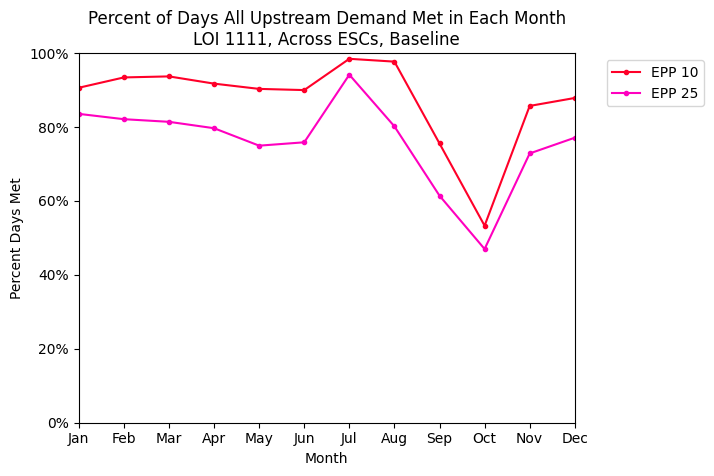 Percent of Days All Upstream Demand Met in Each Month
LOI 1111, Across ESCs, Baseline
100%
80%
60%
40%
20%
0%
Percent Days Met
Jan Feb Mar Apr May Jun Jul Aug Sep Oct Nov Dec
Month
EPP 10
EPP 25